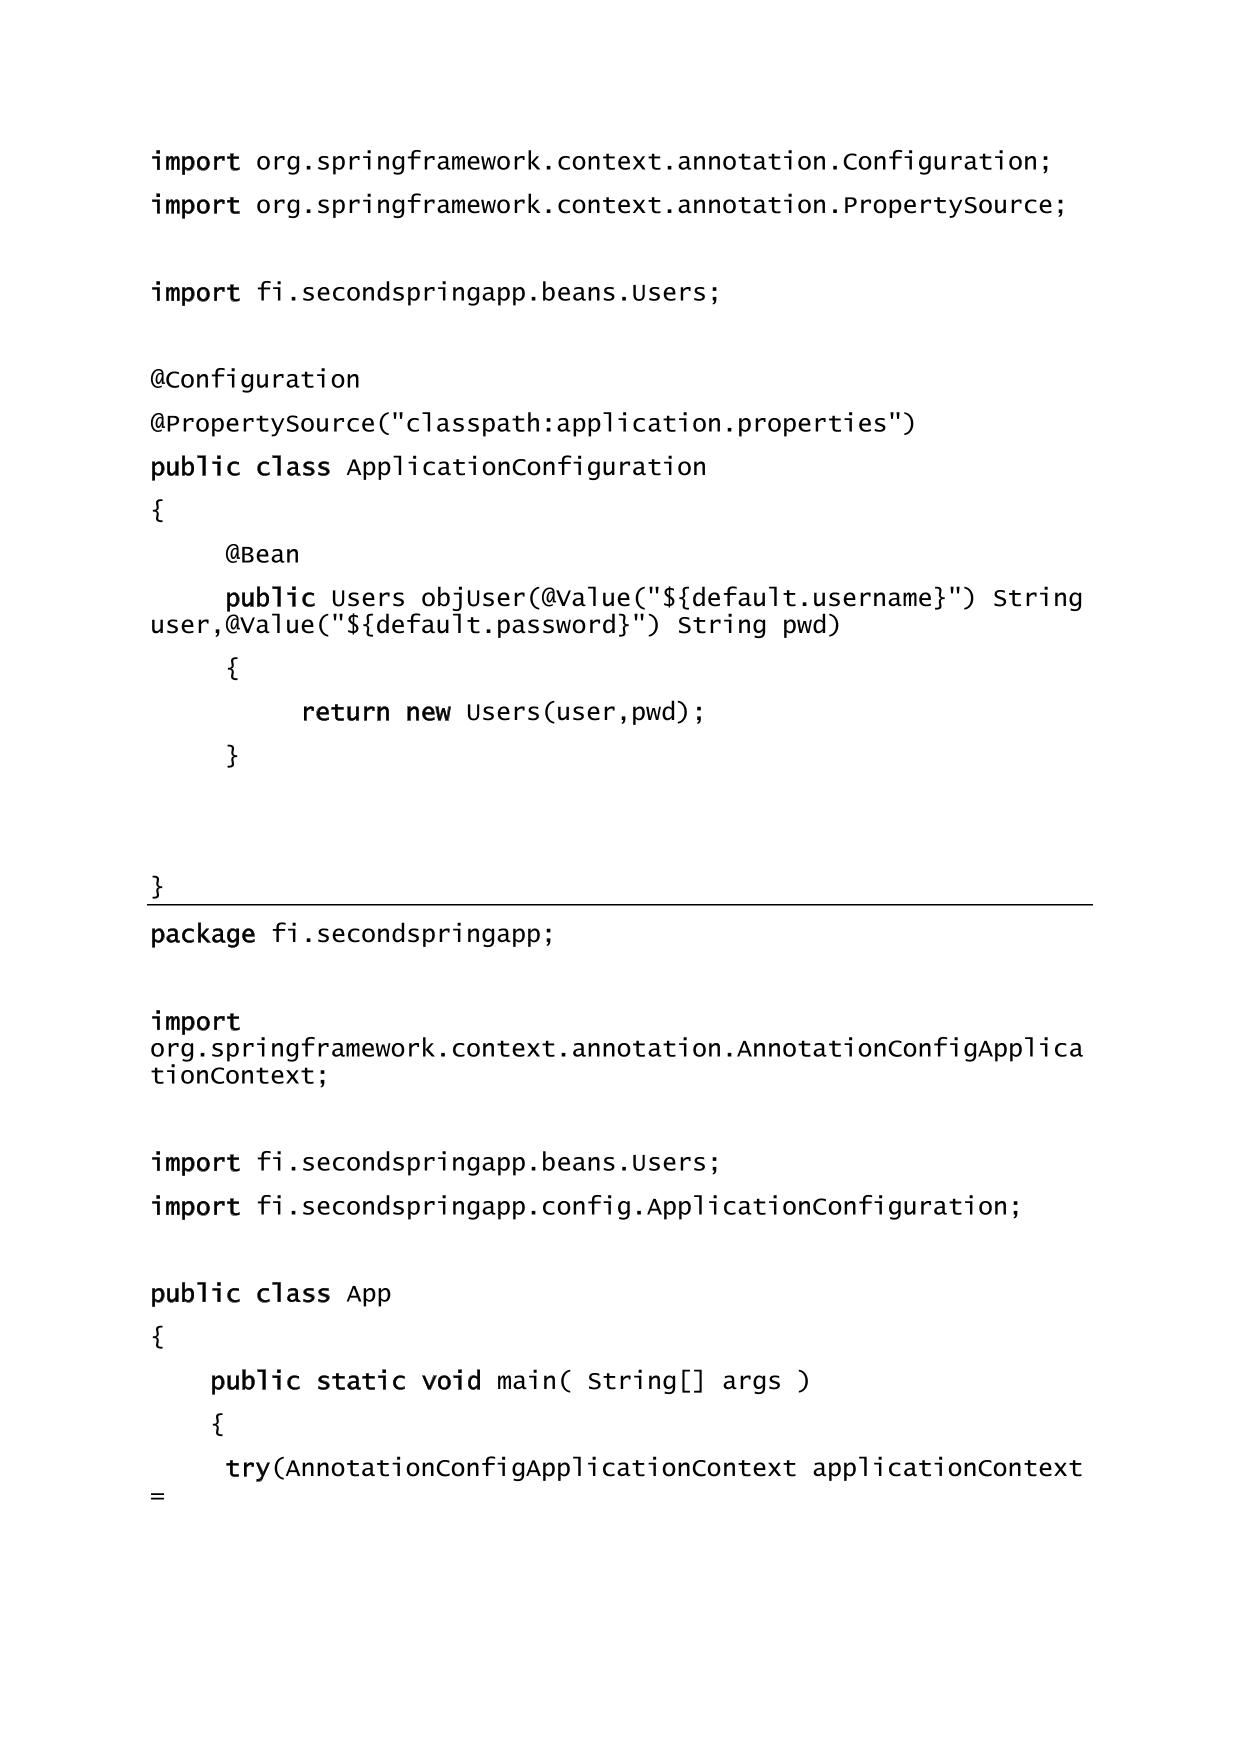 import org.springframework.context.annotation.Configuration;
import org.springframework.context.annotation.PropertySource;
import fi.secondspringapp.beans.Users;
@Configuration
@PropertySource("classpath:application.properties")
public class ApplicationConfiguration
{
@Bean
public Users objUser(@Value("${default.username}") String
user,@Value("${default.password}") String pwd)
{
return new Users(user,pwd);
}
}
package fi.secondspringapp;
import
org.springframework.context.annotation.AnnotationConfigApplica
tionContext;
import fi.secondspringapp.beans.Users;
import fi.secondspringapp.config.ApplicationConfiguration;
public class App
{
public static void main( String[] args )
{
try(AnnotationConfigApplicationContext applicationContext
=